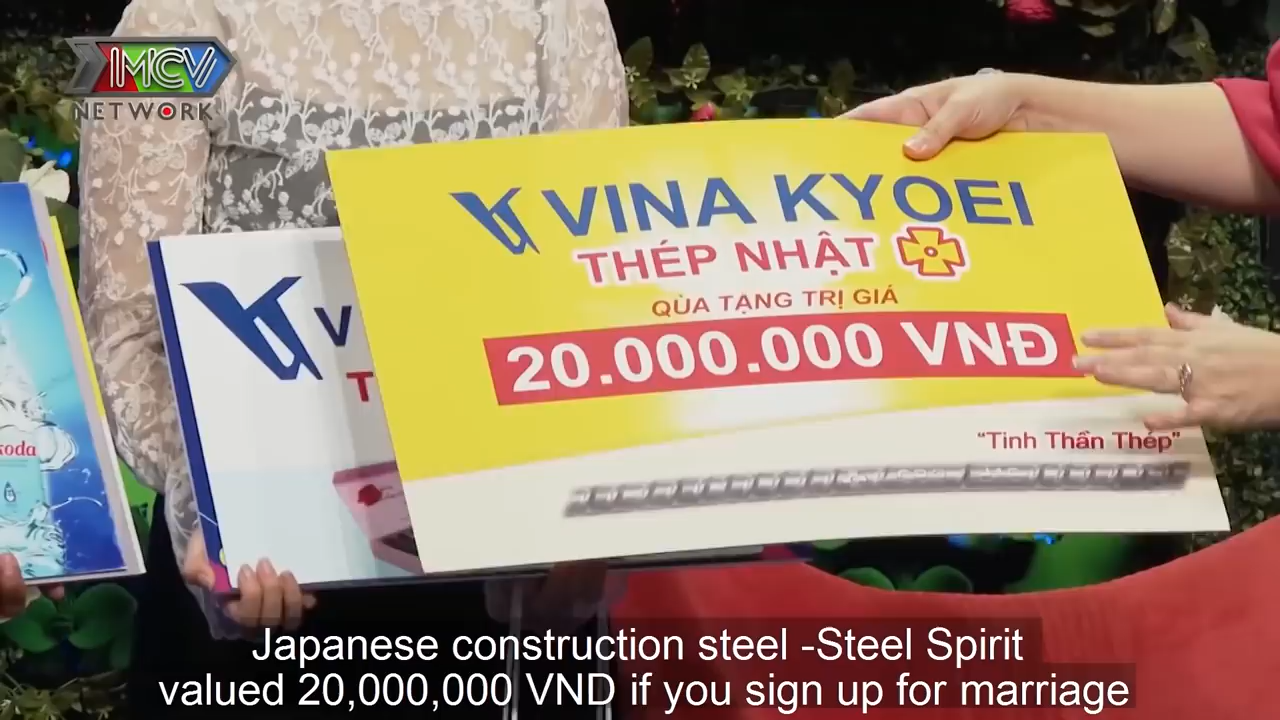 MCV
NETWORK
VINA KYOEI
THÉP NHẬT
QÙA TẶNG TRỊ GIÁ
20.000.000 VNĐ
"Tinh Thần Thép"
V
T
koda
Japanese construction steel -Steel Spirit
valued 20,000,000 VND if you sign up for marriage